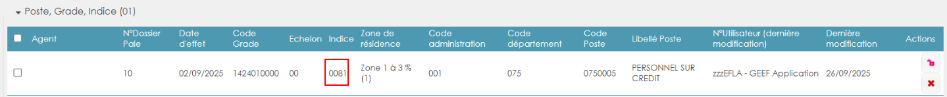 Poste, Grade, Indice (01)
Agent N°Dossier Paie Date d'effet Code Grade Echelon Indice Zone de résidence Code administration Code département Code Poste Libellé Poste N°Utilisateur (dernière modification) Dernière modification Actions
10 02/09/2025 1424010000 00 0081 Zone 1 à 3 % (1) 001 075 0750005 PERSONNEL SUR CREDIT zzzEFLA - GEEF Application 26/09/2025